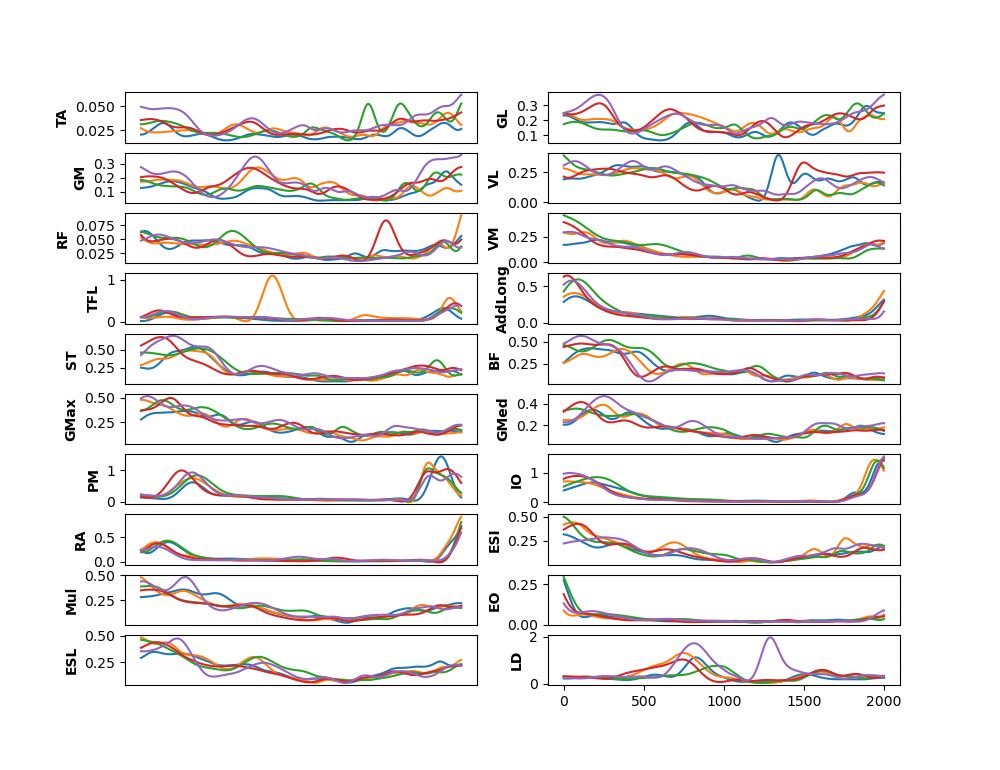 TA
0.050
0.025
GL
0.3
0.2
0.1
GM
0.3
0.2
0.1
VL
0.25
0.00
RF
0.075
0.050
0.025
VM
0.25
0.00
TFL
1
0
AddLong
0.5
0.0
ST
0.50
0.25
BF
0.50
0.25
GMax
0.50
0.25
GMed
0.4
0.2
PM
1
0
IO
1
0
RA
0.5
0.0
ESI
0.50
0.25
Mul
0.50
0.25
EO
0.25
0.00
ESL
0.50
0.25
LD
2
0
0 500 1000 1500 2000